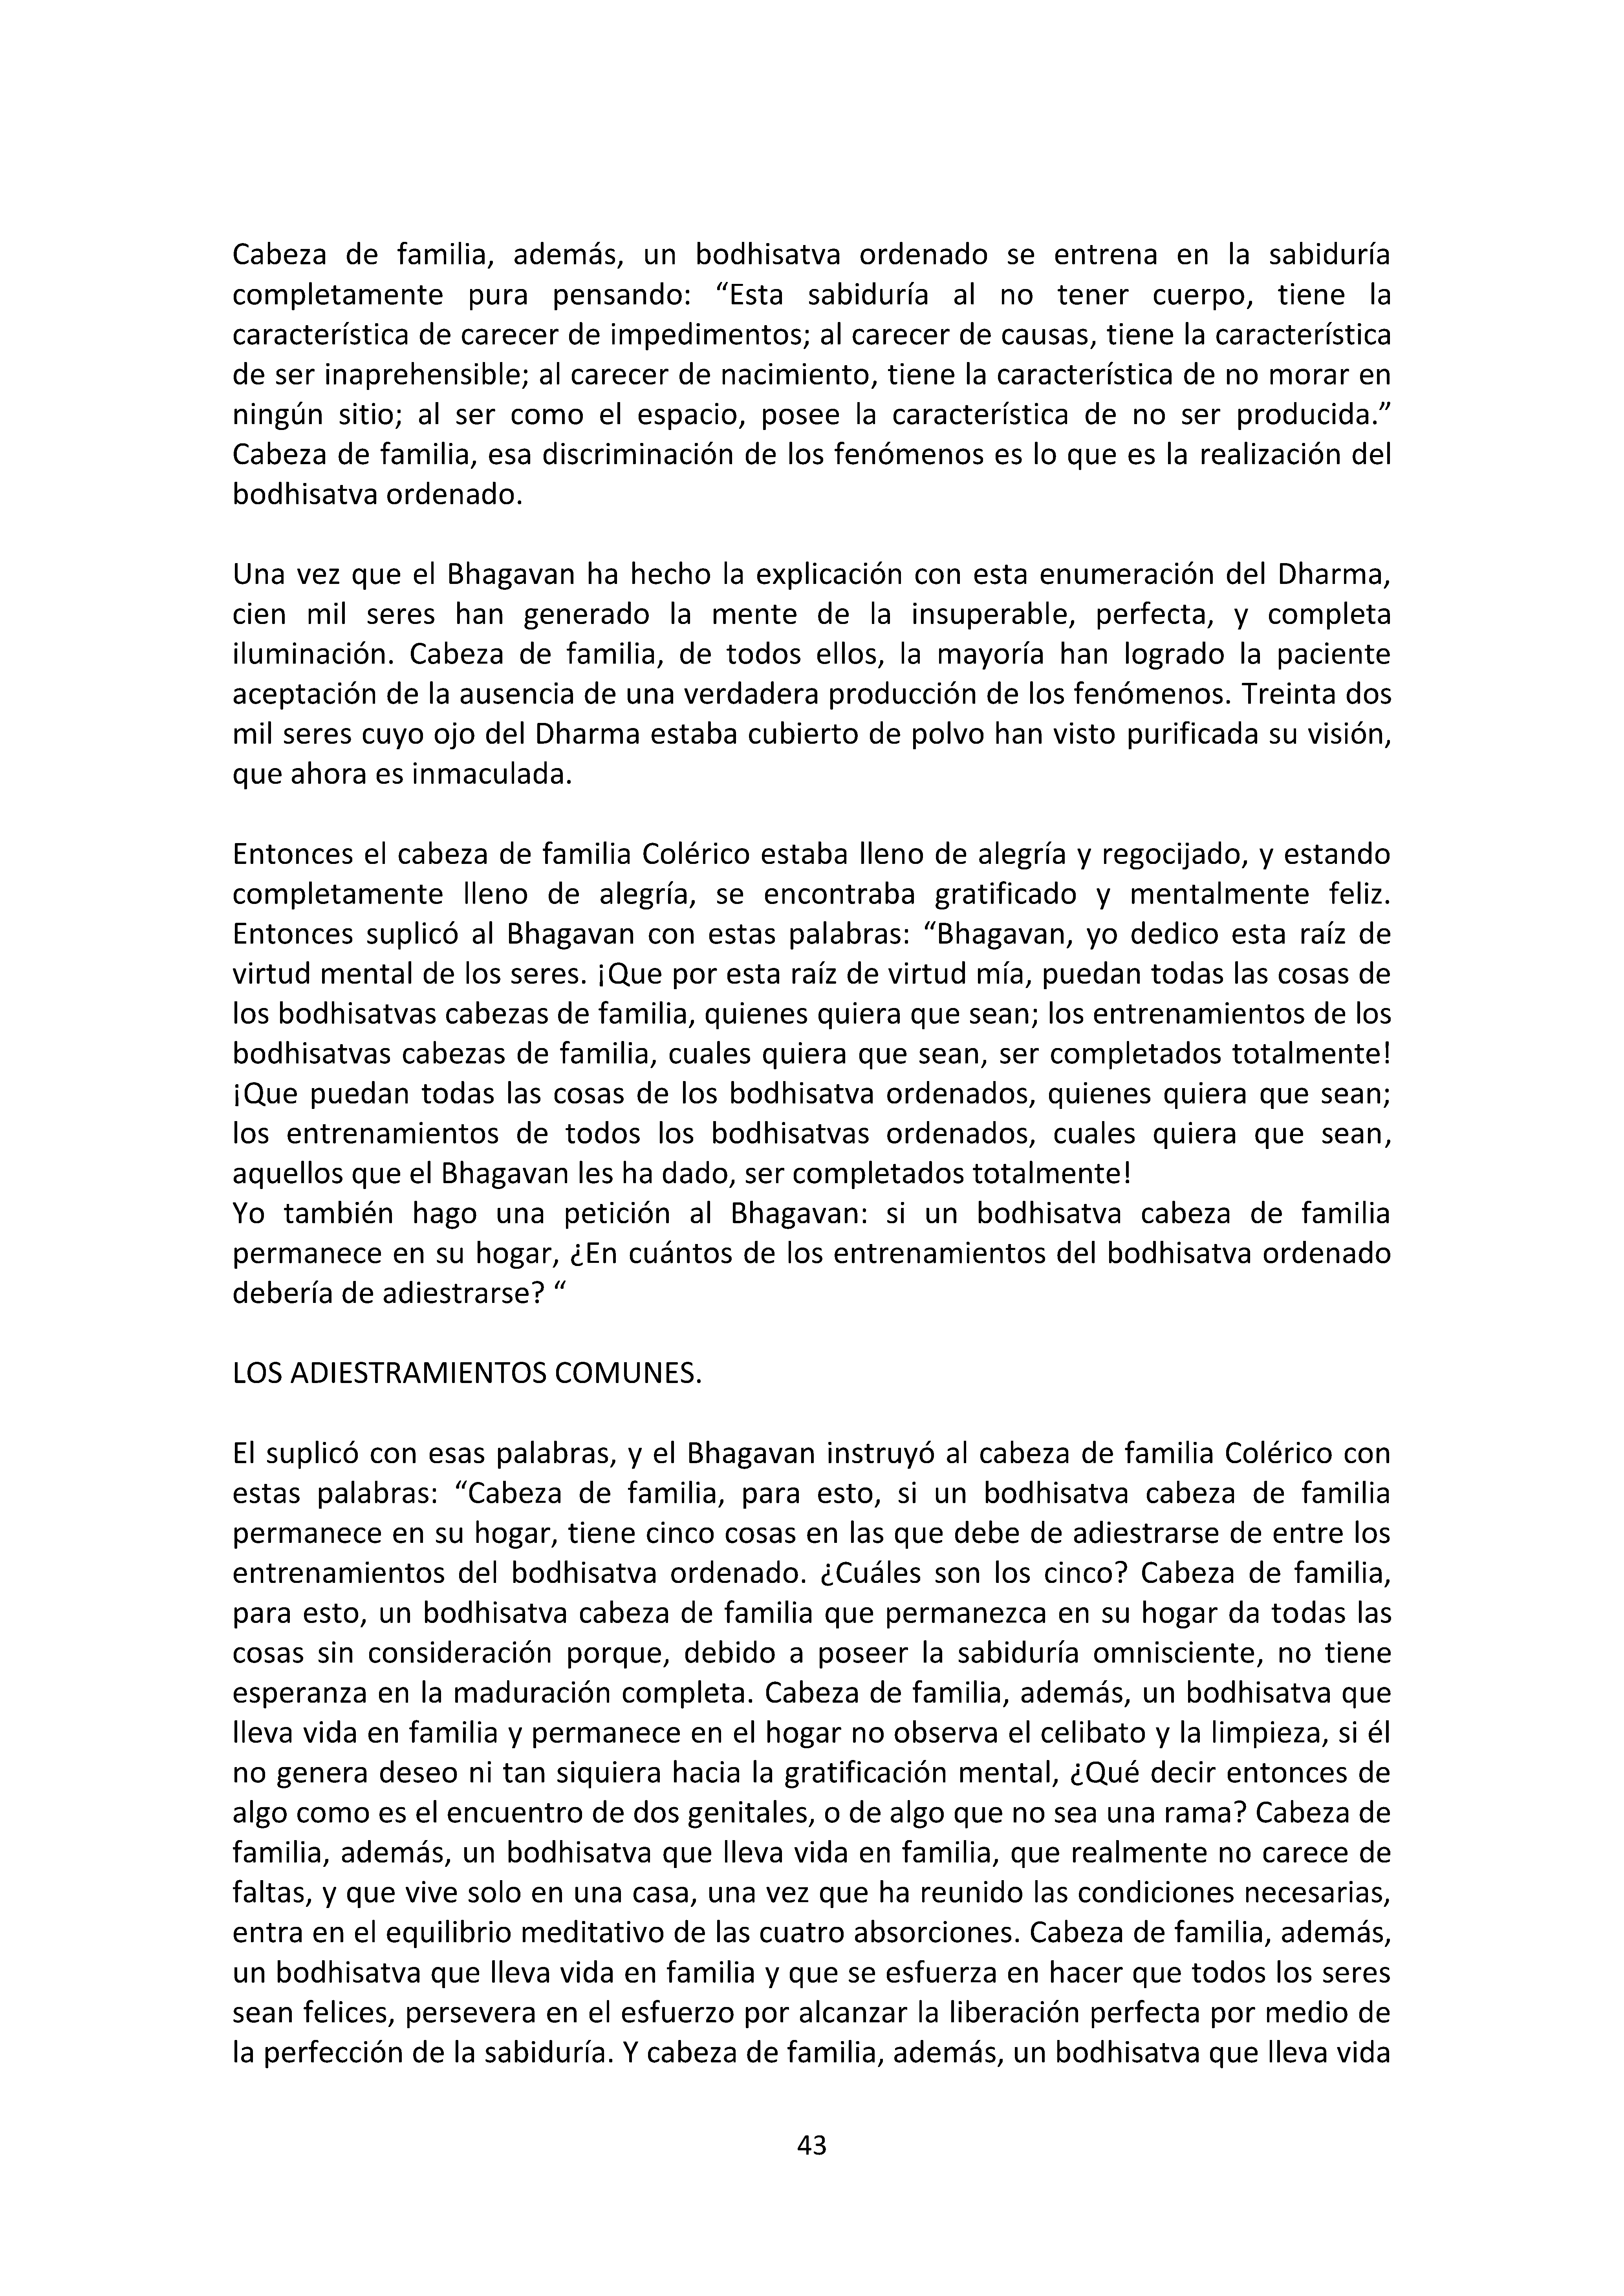 Cabeza de familia, además, un bodhisatva ordenado se entrena en la sabiduría
completamente pura pensando: “Esta sabiduría al no tener cuerpo, tiene la
característica de carecer de impedimentos; al carecer de causas, tiene la característica
de ser inaprehensible; al carecer de nacimiento, tiene la característica de no morar en
ningún sitio; al ser como el espacio, posee la característica de no ser producida.”
Cabeza de familia, esa discriminación de los fenómenos es lo que es la realización del
bodhisatva ordenado.

Una vez que el Bhagavan ha hecho la explicación con esta enumeración del Dharma,
cien mil seres han generado la mente de la insuperable, perfecta, y completa
iluminación. Cabeza de familia, de todos ellos, la mayoría han logrado la paciente
aceptación de la ausencia de una verdadera producción de los fenómenos. Treinta dos
mil seres cuyo ojo del Dharma estaba cubierto de polvo han visto purificada su visión,
que ahora es inmaculada.

Entonces el cabeza de familia Colérico estaba lleno de alegría y regocijado, y estando
completamente lleno de alegría, se encontraba gratificado y mentalmente feliz.
Entonces suplicó al Bhagavan con estas palabras: “Bhagavan, yo dedico esta raíz de
virtud mental de los seres. ¡Que por esta raíz de virtud mía, puedan todas las cosas de
los bodhisatvas cabezas de familia, quienes quiera que sean; los entrenamientos de los
bodhisatvas cabezas de familia, cuales quiera que sean, ser completados totalmente!
¡Que puedan todas las cosas de los bodhisatva ordenados, quienes quiera que sean;
los entrenamientos de todos los bodhisatvas ordenados, cuales quiera que sean,
aquellos que el Bhagavan les ha dado, ser completados totalmente!
Yo también hago una petición al Bhagavan: si un bodhisatva cabeza de familia
permanece en su hogar, ¿En cuántos de los entrenamientos del bodhisatva ordenado
debería de adiestrarse? “

LOS ADIESTRAMIENTOS COMUNES.

El suplicó con esas palabras, y el Bhagavan instruyó al cabeza de familia Colérico con
estas palabras: “Cabeza de familia, para esto, si un bodhisatva cabeza de familia
permanece en su hogar, tiene cinco cosas en las que debe de adiestrarse de entre los
entrenamientos del bodhisatva ordenado. ¿Cuáles son los cinco? Cabeza de familia,
para esto, un bodhisatva cabeza de familia que permanezca en su hogar da todas las
cosas sin consideración porque, debido a poseer la sabiduría omnisciente, no tiene
esperanza en la maduración completa. Cabeza de familia, además, un bodhisatva que
lleva vida en familia y permanece en el hogar no observa el celibato y la limpieza, si él
no genera deseo ni tan siquiera hacia la gratificación mental, ¿Qué decir entonces de
algo como es el encuentro de dos genitales, o de algo que no sea una rama? Cabeza de
familia, además, un bodhisatva que lleva vida en familia, que realmente no carece de
faltas, y que vive solo en una casa, una vez que ha reunido las condiciones necesarias,
entra en el equilibrio meditativo de las cuatro absorciones. Cabeza de familia, además,
un bodhisatva que lleva vida en familia y que se esfuerza en hacer que todos los seres
sean felices, persevera en el esfuerzo por alcanzar la liberación perfecta por medio de
la perfección de la sabiduría. Y cabeza de familia, además, un bodhisatva que lleva vida

43